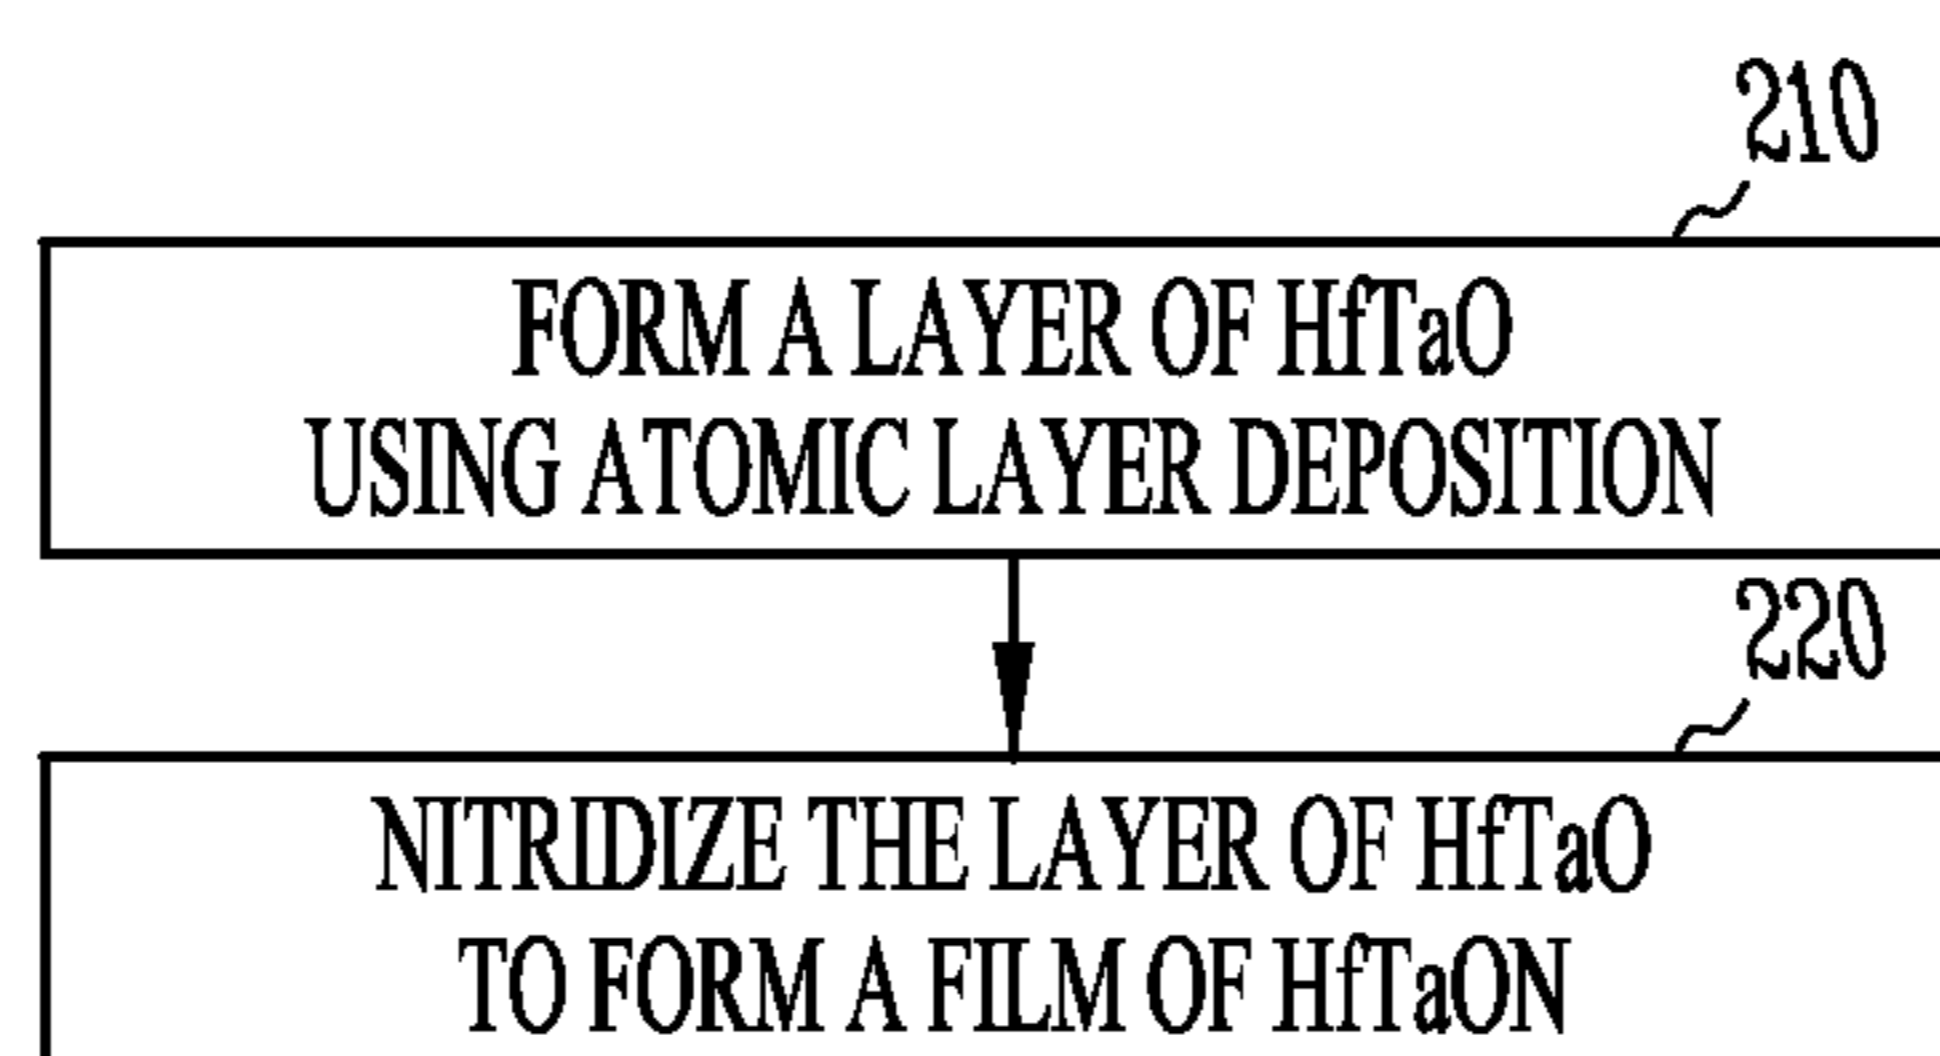 210
FORM A LAYER OF HfTaO
USING ATOMIC LAYER DEPOSITION
220
NITRIDIZE THE LAYER OF HfTaO
TO FORM A FILM OF HfTaON